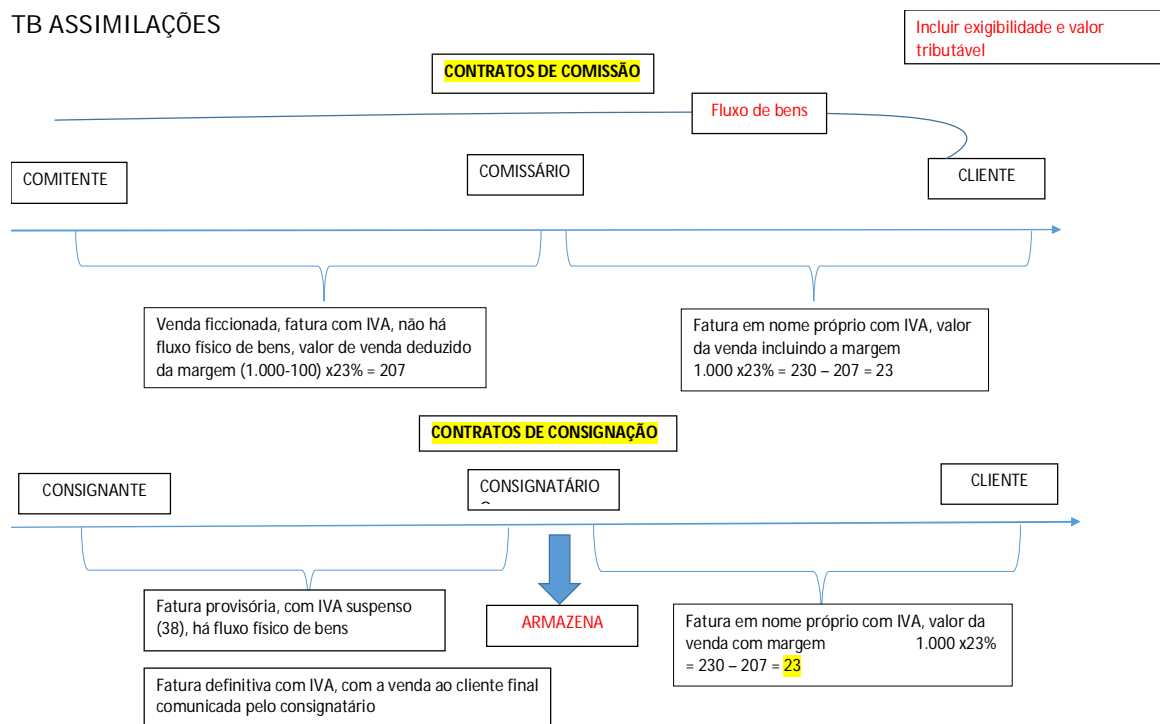 TB ASSIMILAÇÕES
Incluir exigibilidade e valor
tributável
CONTRATOS DE COMISSÃO
Fluxo de bens
COMITENTE
COMISSÁRIO
CLIENTE
Venda ficcionada, fatura com IVA, não há
fluxo físico de bens, valor de venda deduzido
da margem (1.000-100) x23% = 207
Fatura em nome próprio com IVA, valor
da venda incluindo a margem
1.000 x23% = 230 – 207 = 23
CONTRATOS DE CONSIGNAÇÃO
CONSIGNANTE
CONSIGNATÁRIO
CLIENTE
Fatura provisória, com IVA suspenso
(38), há fluxo físico de bens
ARMAZENA
Fatura em nome próprio com IVA, valor da
venda com margem 1.000 x23%
= 230 – 207 = 23
Fatura definitiva com IVA, com a venda ao cliente final
comunicada pelo consignatário